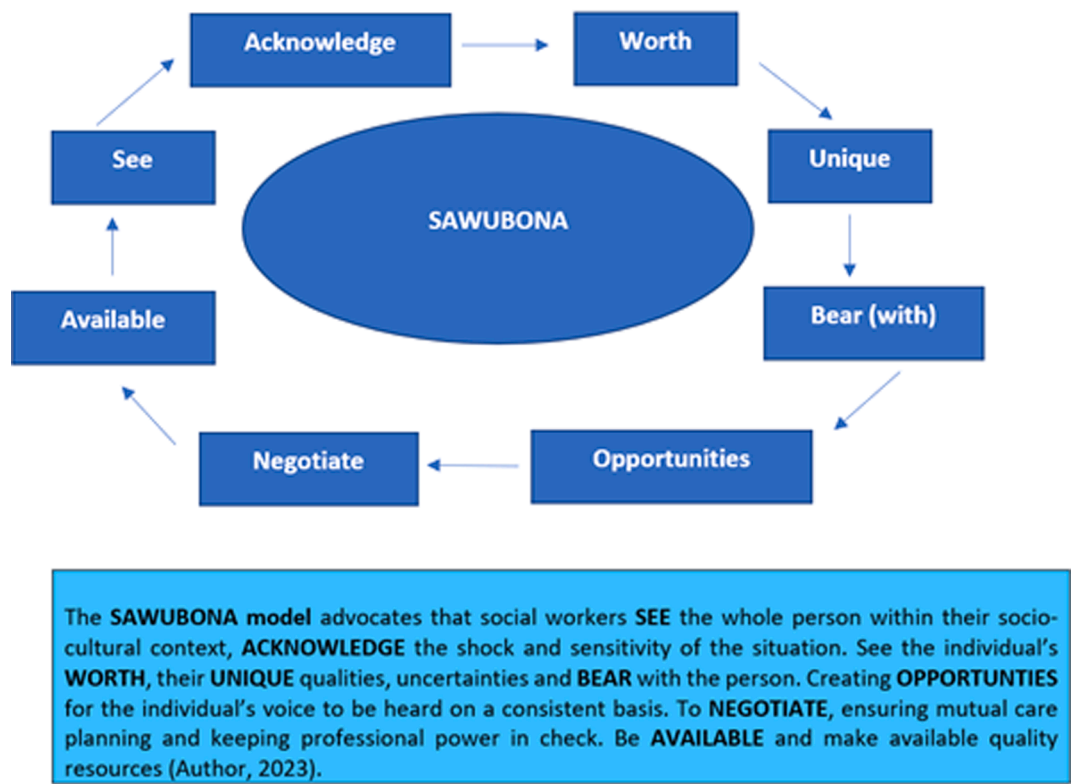 Acknowledge
Worth
See
Unique
SAWUBONA
Available
Bear (with)
Negotiate
Opportunities
The SAWUBONA model advocates that social workers SEE the whole person within their socio-
cultural context, ACKNOWLEDGE the shock and sensitivity of the situation. See the individual's
WORTH, their UNIQUE qualities, uncertainties and BEAR with the person. Creating OPPORTUNTIES
for the individual's voice to be heard on a consistent basis. To NEGOTIATE, ensuring mutual care
planning and keeping professional power in check. Be AVAILABLE and make available quality
resources (Author, 2023).